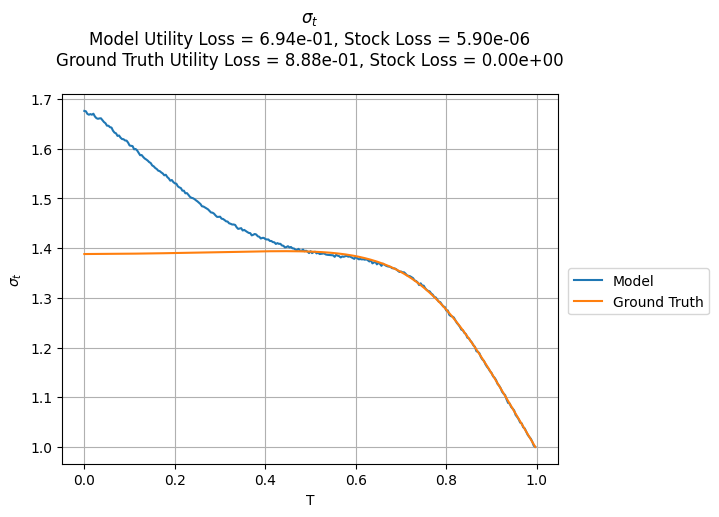 σt
Model Utility Loss = 6.94e-01, Stock Loss = 5.90e-06
Ground Truth Utility Loss = 8.88e-01, Stock Loss = 0.00e+00
1.7
1.6
1.5
1.4
1.3
1.2
1.1
1.0
σt
0.0 0.2 0.4 0.6 0.8 1.0
T
Model
Ground Truth